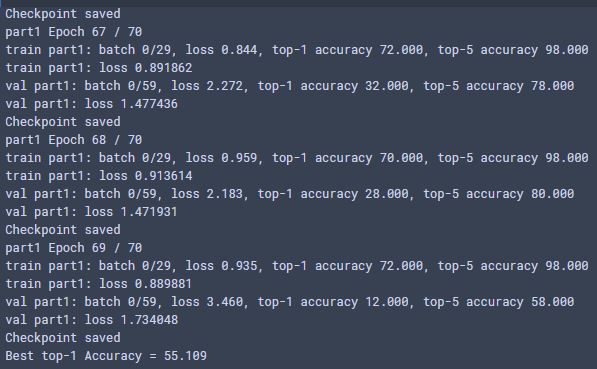 Checkpoint saved
part1 Epoch 67 / 70
train part1: batch 0/29, loss 0.844, top-1 accuracy 72.000, top-5 accuracy 98.000
train part1: loss 0.891862
val part1: batch 0/59, loss 2.272, top-1 accuracy 32.000, top-5 accuracy 78.000
val part1: loss 1.477436
Checkpoint saved
part1 Epoch 68 / 70
train part1: batch 0/29, loss 0.959, top-1 accuracy 70.000, top-5 accuracy 98.000
train part1: loss 0.913614
val part1: batch 0/59, loss 2.183, top-1 accuracy 28.000, top-5 accuracy 80.000
val part1: loss 1.471931
Checkpoint saved
part1 Epoch 69 / 70
train part1: batch 0/29, loss 0.935, top-1 accuracy 72.000, top-5 accuracy 98.000
train part1: loss 0.889881
val part1: batch 0/59, loss 3.460, top-1 accuracy 12.000, top-5 accuracy 58.000
val part1: loss 1.734048
Checkpoint saved
Best top-1 Accuracy = 55.109